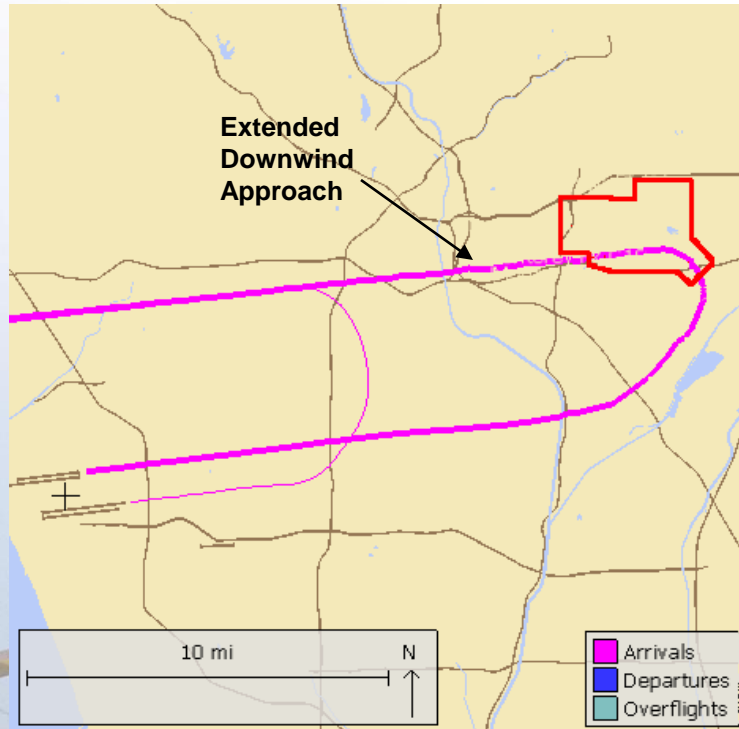 Extended
Downwind
Approach
10 mi
N
Arrivals
Departures
Overflights